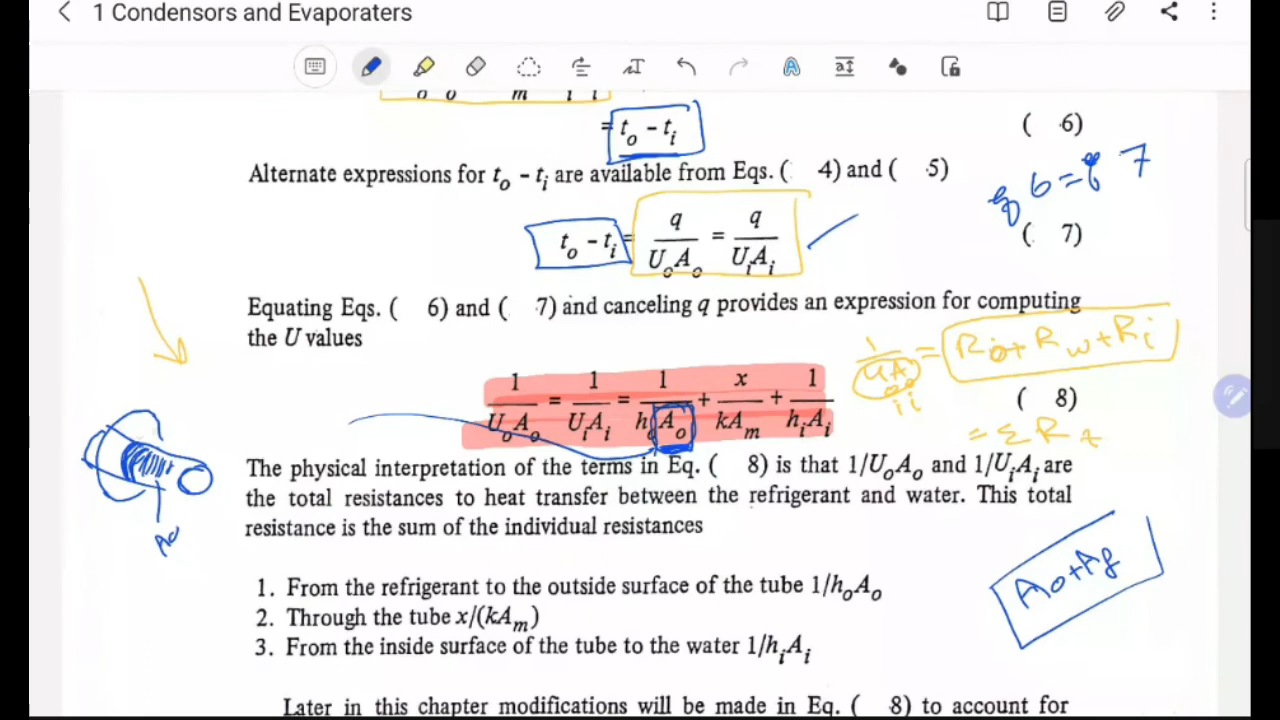 1 Condensors and Evaporaters
o o m i i
= t_o - t_i ( 6)
Alternate expressions for t_o - t_i are available from Eqs. ( 4) and ( 5)
6 = 7
t_o - t_i = q/(U_oA_o) = q/(U_iA_i) ( 7)
Equating Eqs. ( 6) and ( 7) and canceling q provides an expression for computing
the U values
1/(U_oA_o) = 1/(U_iA_i) = 1/(h_oA_o) + x/(kA_m) + 1/(h_iA_i) ( 8)
= R_o + R_w + R_i
= Σ R_t
The physical interpretation of the terms in Eq. ( 8) is that 1/U_oA_o and 1/U_iA_i are
the total resistances to heat transfer between the refrigerant and water. This total
resistance is the sum of the individual resistances
Ao
Ao+Af
1. From the refrigerant to the outside surface of the tube 1/h_oA_o
2. Through the tube x/(kA_m)
3. From the inside surface of the tube to the water 1/h_iA_i
Later in this chapter modifications will be made in Eq. ( 8) to account for